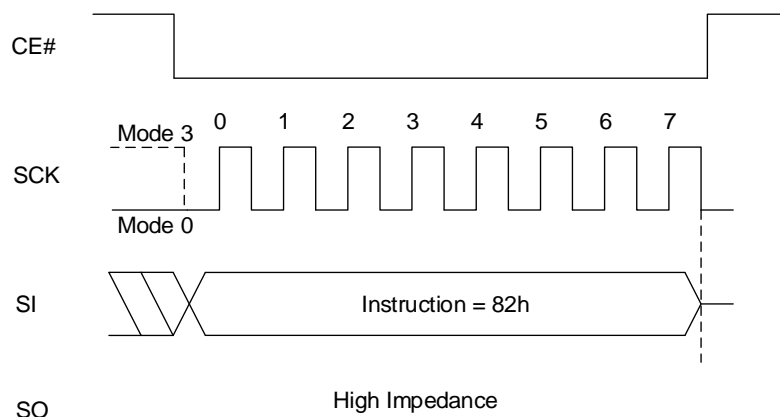 CE#
Mode 3
0 1 2 3 4 5 6 7
SCK
Mode 0
SI
Instruction = 82h
SO
High Impedance